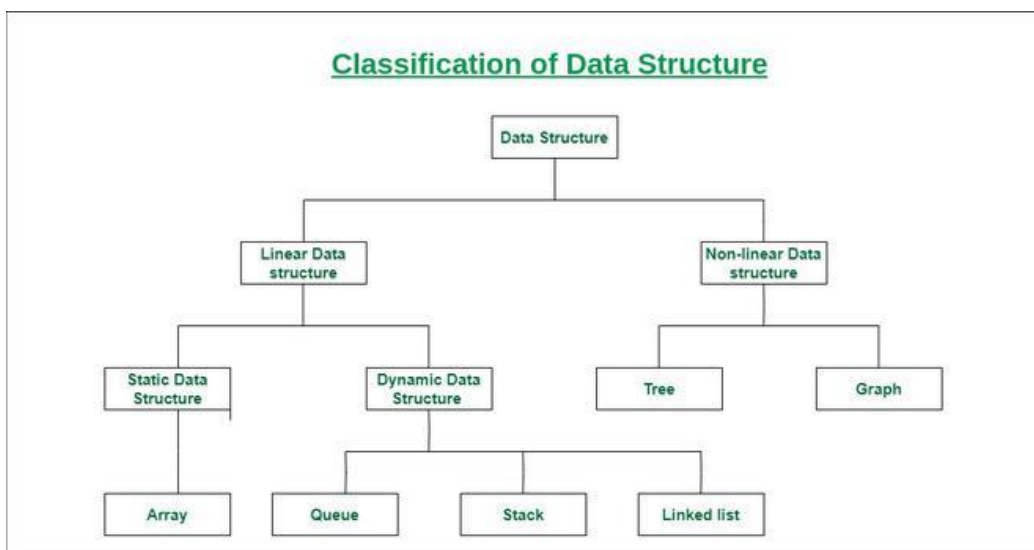 Classification of Data Structure
Data Structure
Linear Data
structure
Non-linear Data
structure
Static Data
Structure
Dynamic Data
Structure
Tree
Graph
Array
Queue
Stack
Linked list